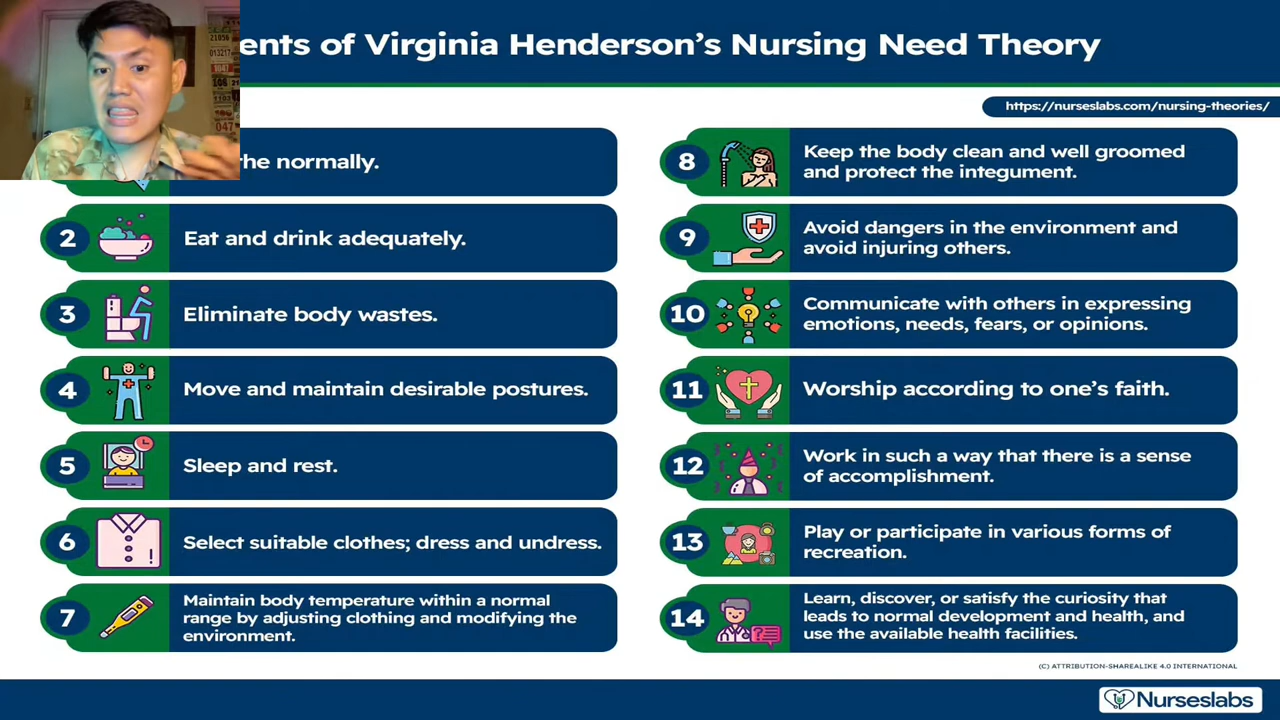 ents of Virginia Henderson's Nursing Need Theory
https://nurseslabs.com/nursing-theories/
the normally.
2
Eat and drink adequately.
3
Eliminate body wastes.
4
Move and maintain desirable postures.
5
Sleep and rest.
6
Select suitable clothes; dress and undress.
7
Maintain body temperature within a normal
range by adjusting clothing and modifying the
environment.
8
Keep the body clean and well groomed
and protect the integument.
9
Avoid dangers in the environment and
avoid injuring others.
10
Communicate with others in expressing
emotions, needs, fears, or opinions.
11
Worship according to one's faith.
12
Work in such a way that there is a sense
of accomplishment.
13
Play or participate in various forms of
recreation.
14
Learn, discover, or satisfy the curiosity that
leads to normal development and health, and
use the available health facilities.
(C) ATTRIBUTION-SHAREALIKE 4.0 INTERNATIONAL
Nurseslabs